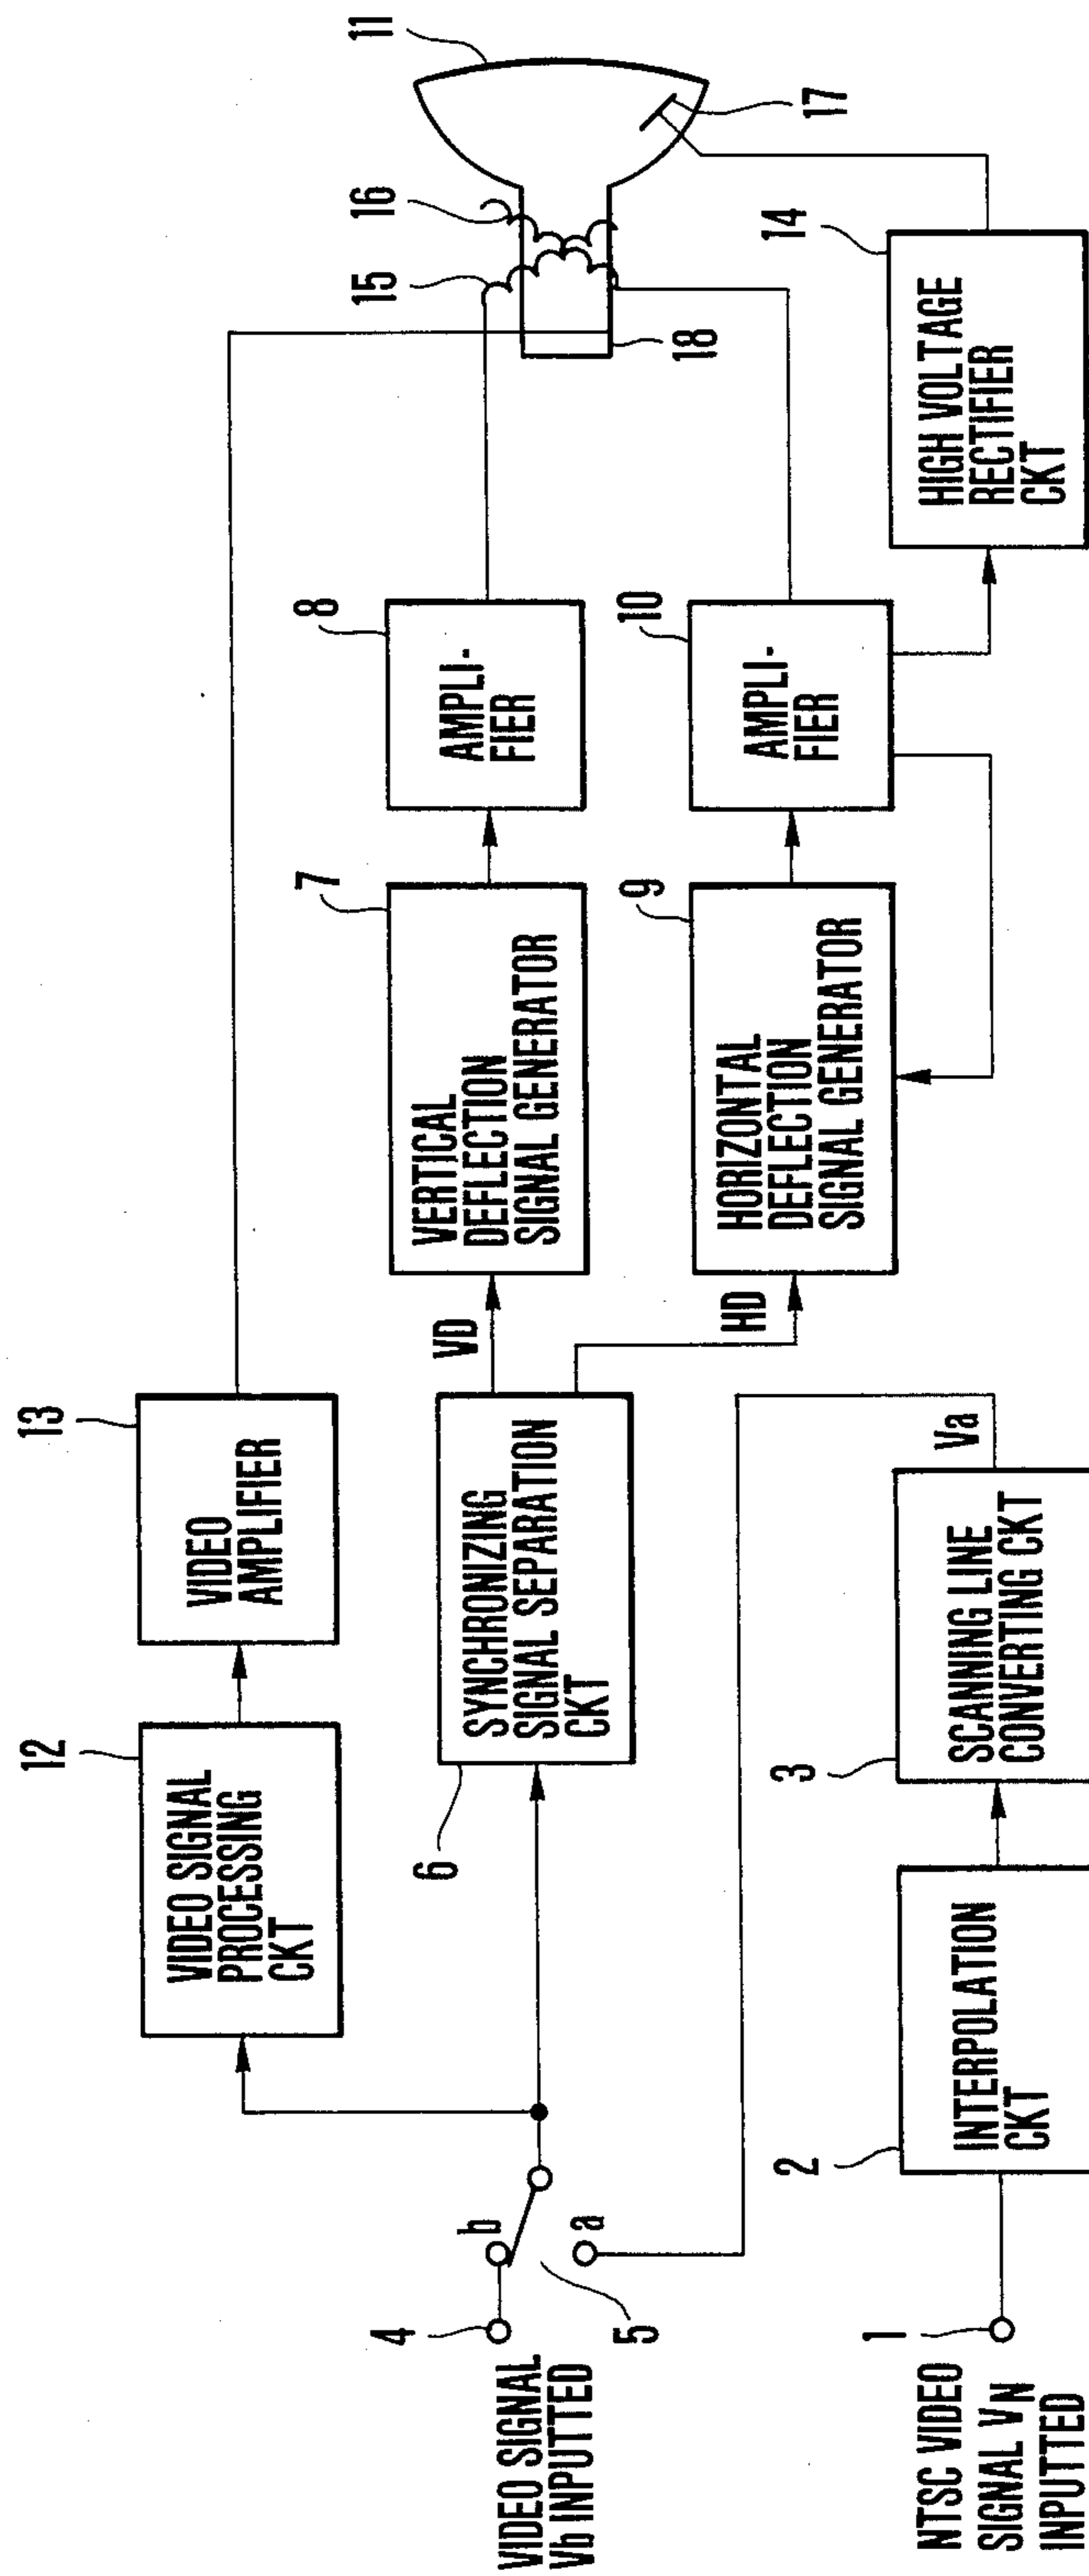 12
VIDEO SIGNAL
PROCESSING
CKT
13
VIDEO
AMPLIFIER
11
15
16
18
17
7
VERTICAL
DEFLECTION
SIGNAL GENERATOR
8
AMPLI-
FIER
4
b
VIDEO SIGNAL
Vb INPUTTED
5
a
6
SYNCHRONIZING
SIGNAL SEPARATION
CKT
VD
HD
9
HORIZONTAL
DEFLECTION
SIGNAL GENERATOR
10
AMPLI-
FIER
14
HIGH VOLTAGE
RECTIFIER
CKT
1
NTSC VIDEO
SIGNAL VN
INPUTTED
2
INTERPOLATION
CKT
3
SCANNING LINE
CONVERTING CKT
Va